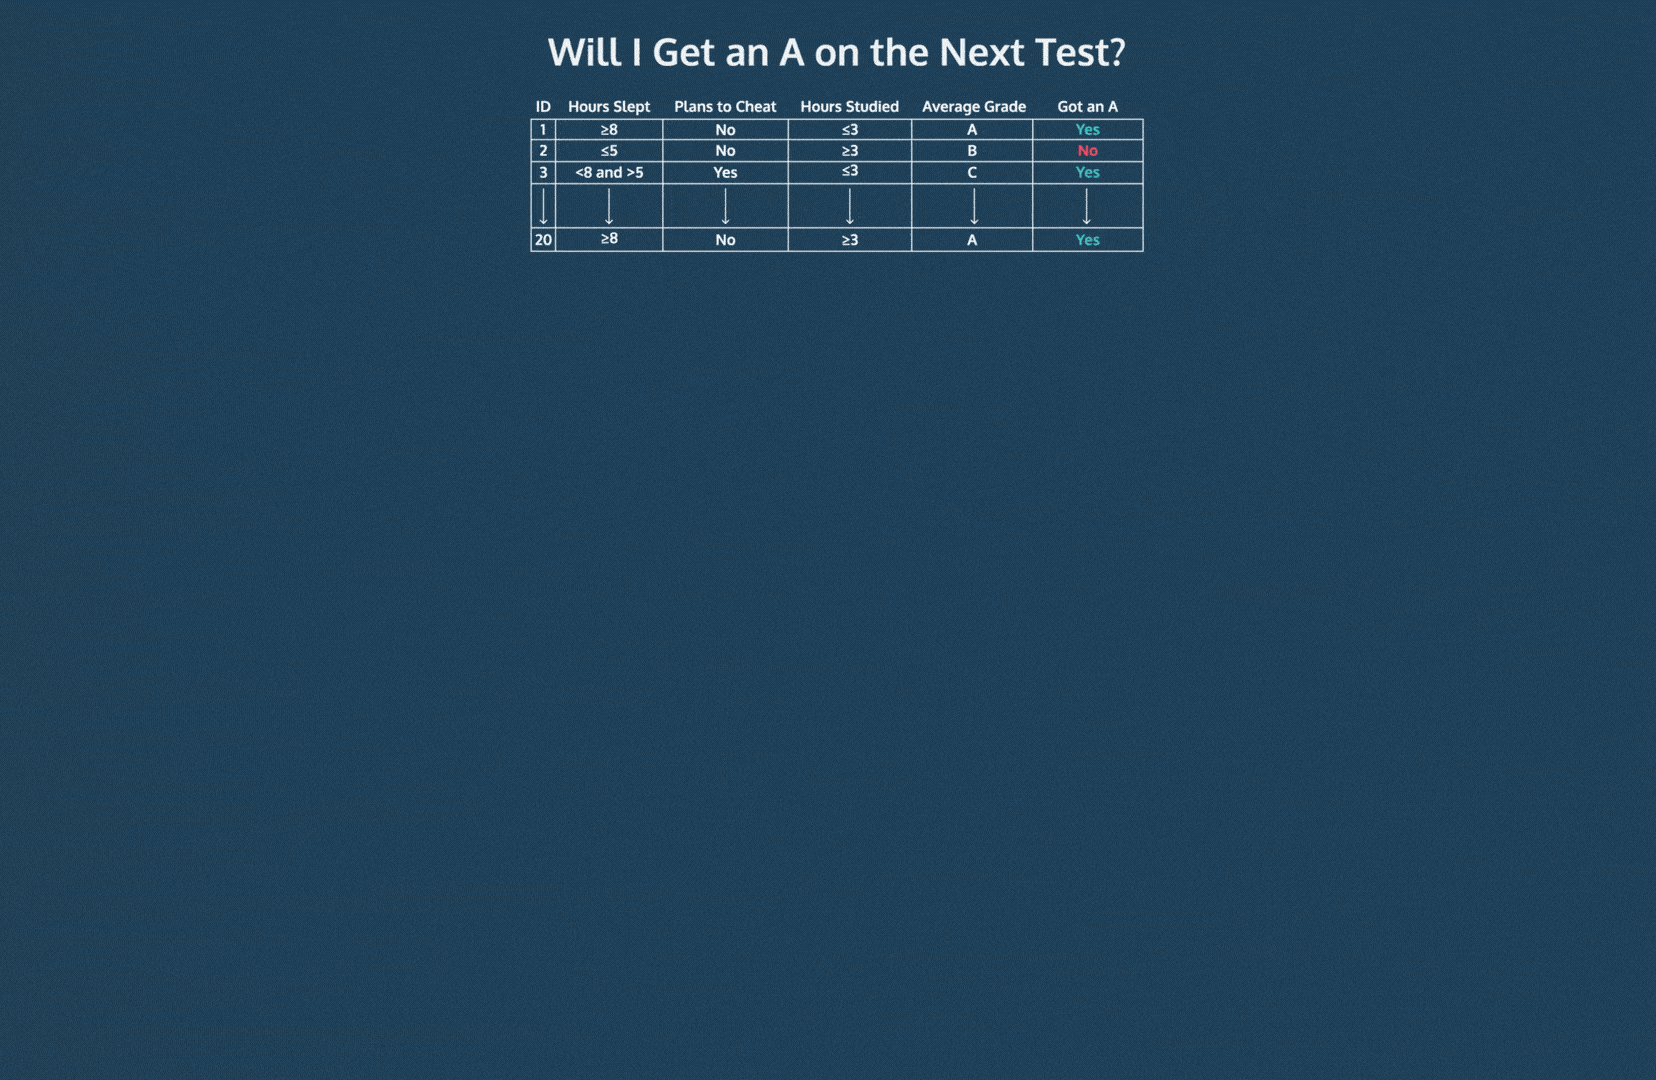 Will I Get an A on the Next Test?
ID Hours Slept Plans to Cheat Hours Studied Average Grade Got an A
1 ≥8 No ≤3 A Yes
2 ≤5 No ≥3 B No
3 <8 and >5 Yes ≤3 C Yes
20 ≥8 No ≥3 A Yes